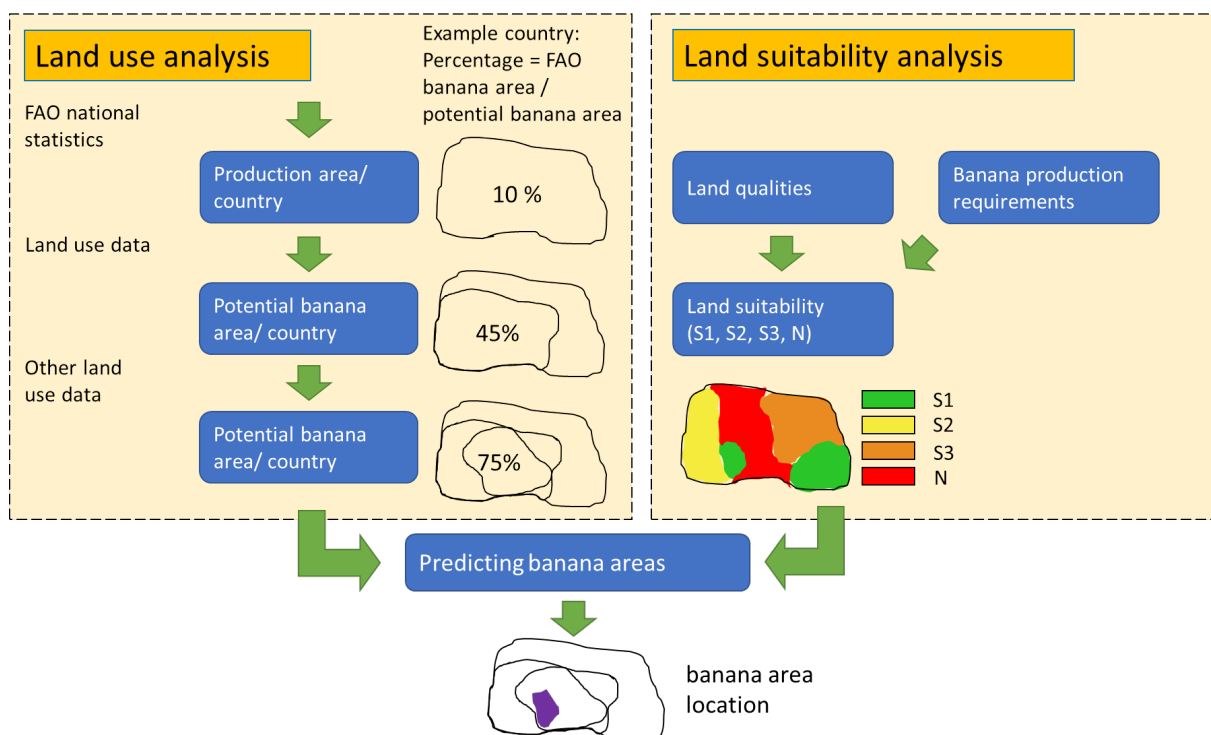 Land use analysis
Example country:
Percentage = FAO
banana area /
potential banana area
FAO national
statistics
Production area/
country
10 %
Land use data
Potential banana
area/ country
45%
Other land
use data
Potential banana
area/ country
75%
Land suitability analysis
Land qualities
Banana production
requirements
Land suitability
(S1, S2, S3, N)
S1
S2
S3
N
Predicting banana areas
banana area
location